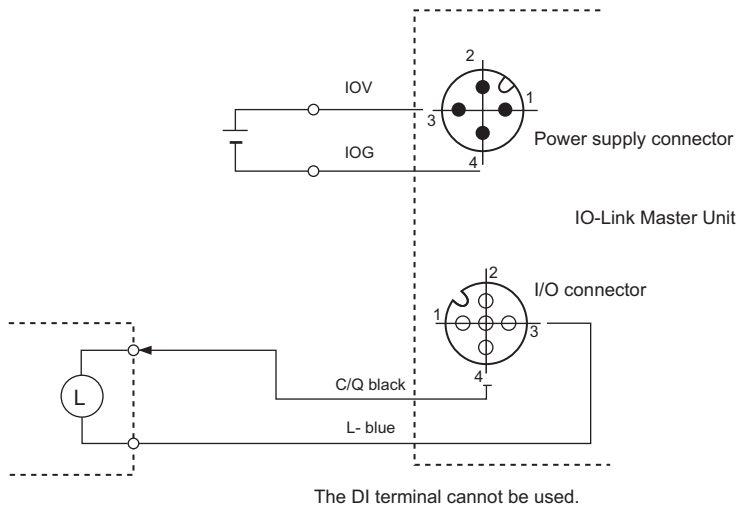 2
IOV
1
3
Power supply connector
IOG
4
IO-Link Master Unit
2
I/O connector
1
3
4
C/Q black
L
L- blue
The DI terminal cannot be used.